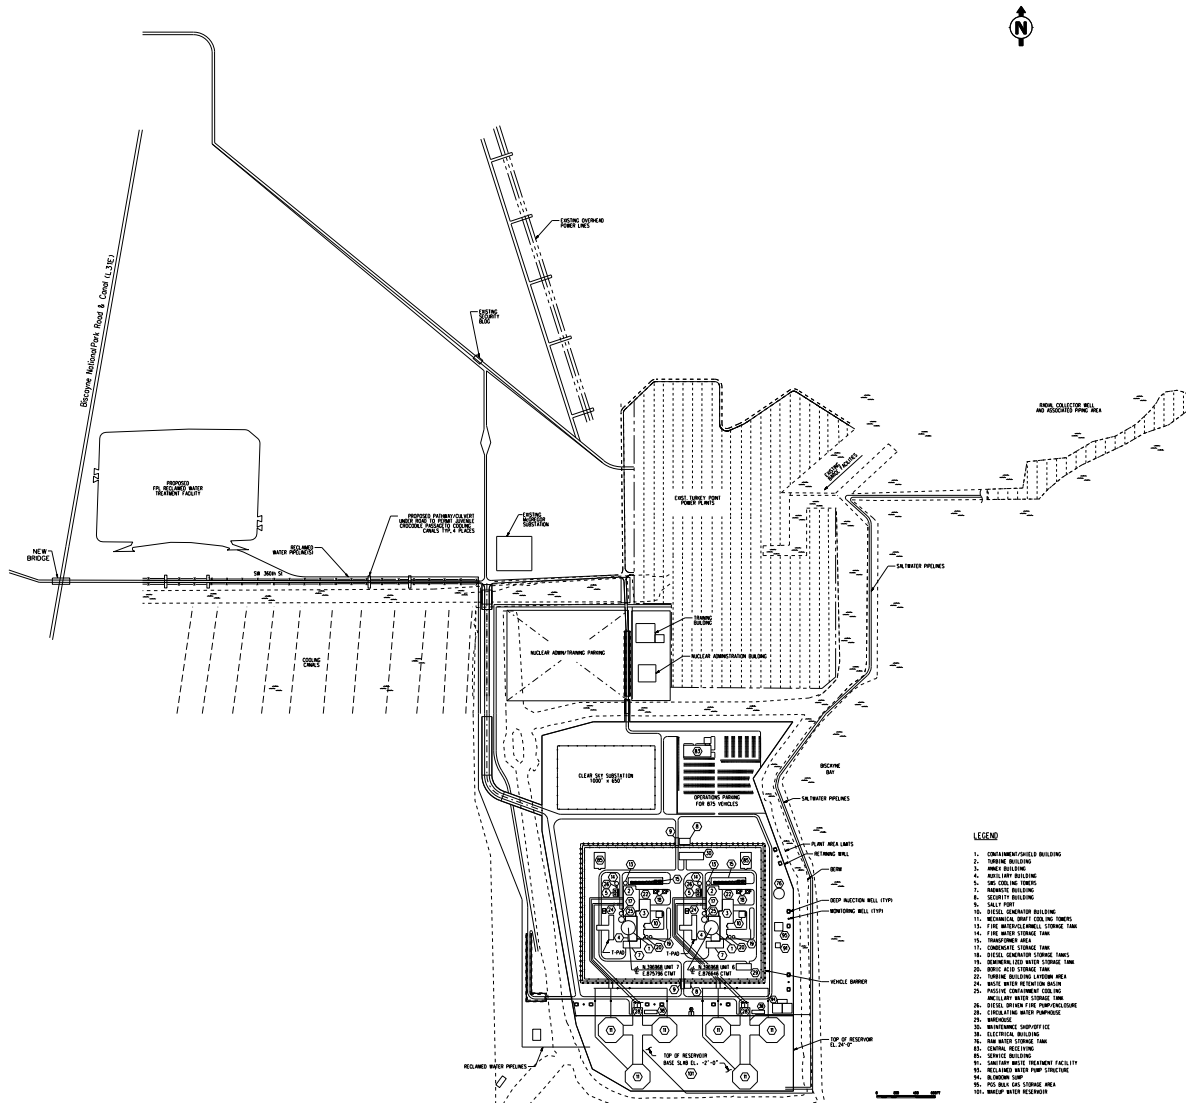 N
EXISTING OVERHEAD
POWER LINES
Biscayne National Park Road & Canal (L31E)
EXISTING
SECURITY
BLDG
RADIAL COLLECTOR WELL
AND ASSOCIATED PIPING AREA
EXISTING
BARGE FACILITIES
PROPOSED
FPL RECLAIMED WATER
TREATMENT FACILITY
EXIST. TURKEY POINT
POWER PLANTS
PROPOSED PATHWAY/CULVERT
UNDER ROAD TO PERMIT JUVENILE
CROCODILE PASSAGE TO COOLING
CANALS TYP. 4 PLACES
EXISTING
McGREGOR
SUBSTATION
NEW
BRIDGE
RECLAIMED
WATER PIPELINE(S)
SW 360th St
SALTWATER PIPELINES
TRAINING
BUILDING
NUCLEAR ADMIN/TRAINING PARKING
NUCLEAR ADMINISTRATION BUILDING
COOLING
CANALS
BISCAYNE
BAY
CLEAR SKY SUBSTATION
1000' x 650'
83
OPERATIONS PARKING
FOR 875 VEHICLES
SALTWATER PIPELINES
PLANT AREA LIMITS
RETAINING WALL
BERM
DEEP INJECTION WELL (TYP)
MONITORING WELL (TYP)
T-PAD
T-PAD
UNIT 7
UNIT 6
VEHICLE BARRIER
TOP OF RESERVOIR
EL. 24'-0"
TOP OF RESERVOIR
BASE SLAB EL. -2'-0"
RECLAIMED WATER PIPELINES
101
LEGEND
1. CONTAINMENT/SHIELD BUILDING
2. TURBINE BUILDING
3. ANNEX BUILDING
4. AUXILIARY BUILDING
5. SWS COOLING TOWERS
7. RADWASTE BUILDING
8. SECURITY BUILDING
9. SALLY PORT
10. DIESEL GENERATOR BUILDING
11. MECHANICAL DRAFT COOLING TOWERS
13. FIRE WATER/CLEARWELL STORAGE TANK
14. FIRE WATER STORAGE TANK
15. TRANSFORMER AREA
17. CONDENSATE STORAGE TANK
18. DIESEL GENERATOR STORAGE TANKS
19. DEMINERALIZED WATER STORAGE TANK
20. BORIC ACID STORAGE TANK
22. TURBINE BUILDING LAYDOWN AREA
24. WASTE WATER RETENTION BASIN
25. PASSIVE CONTAINMENT COOLING
ANCILLARY WATER STORAGE TANK
26. DIESEL DRIVEN FIRE PUMP/ENCLOSURE
28. CIRCULATING WATER PUMPHOUSE
29. WAREHOUSE
30. MAINTENANCE SHOP/OFFICE
38. ELECTRICAL BUILDING
76. RAW WATER STORAGE TANK
83. CENTRAL RECEIVING
85. SERVICE BUILDING
91. SANITARY WASTE TREATMENT FACILITY
93. RECLAIMED WATER PUMP STRUCTURE
94. BLOWDOWN SUMP
95. PGS BULK GAS STORAGE AREA
101. MAKEUP WATER RESERVOIR